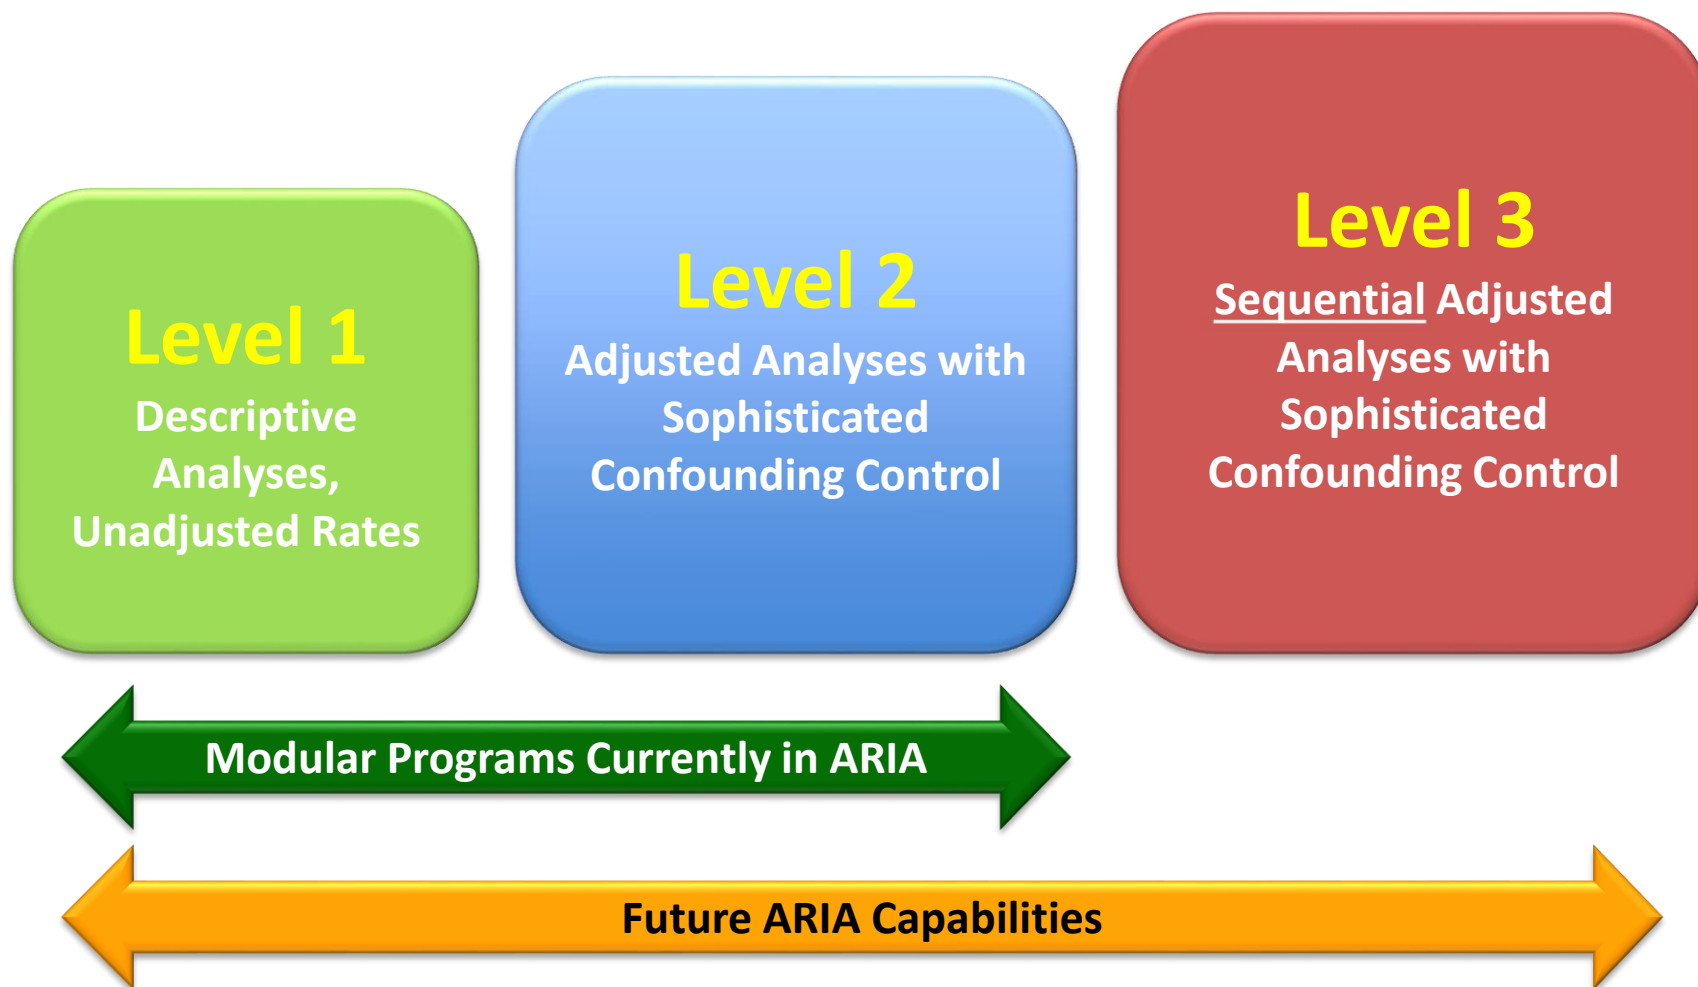 Level 1
Descriptive
Analyses,
Unadjusted Rates
Level 2
Adjusted Analyses with
Sophisticated
Confounding Control
Level 3
Sequential Adjusted
Analyses with
Sophisticated
Confounding Control
Modular Programs Currently in ARIA
Future ARIA Capabilities